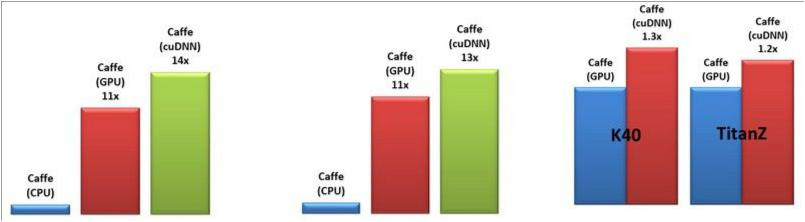 Caffe
(CPU)
Caffe
(GPU)
11x
Caffe
(cuDNN)
14x
Caffe
(CPU)
Caffe
(GPU)
11x
Caffe
(cuDNN)
13x
Caffe
(GPU)
Caffe
(cuDNN)
1.3x
K40
Caffe
(GPU)
Caffe
(cuDNN)
1.2x
TitanZ